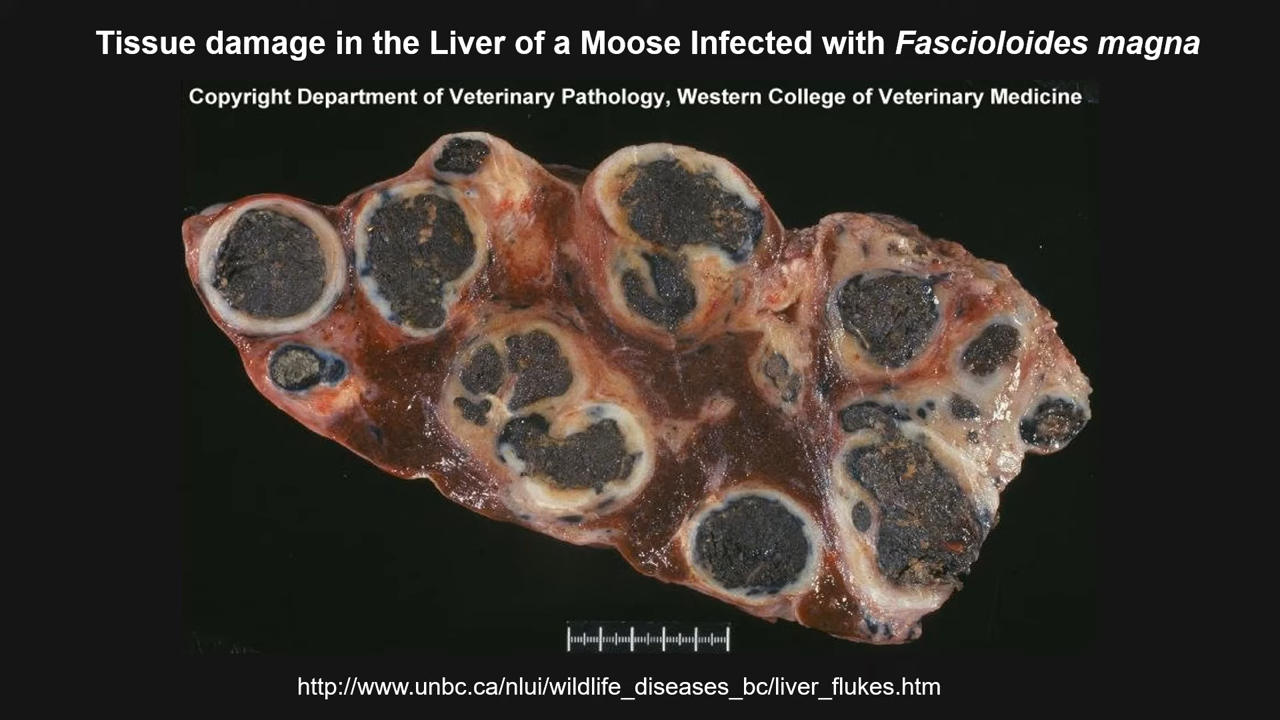 Tissue damage in the Liver of a Moose Infected with Fascioloides magna
Copyright Department of Veterinary Pathology, Western College of Veterinary Medicine
http://www.unbc.ca/nlui/wildlife_diseases_bc/liver_flukes.htm